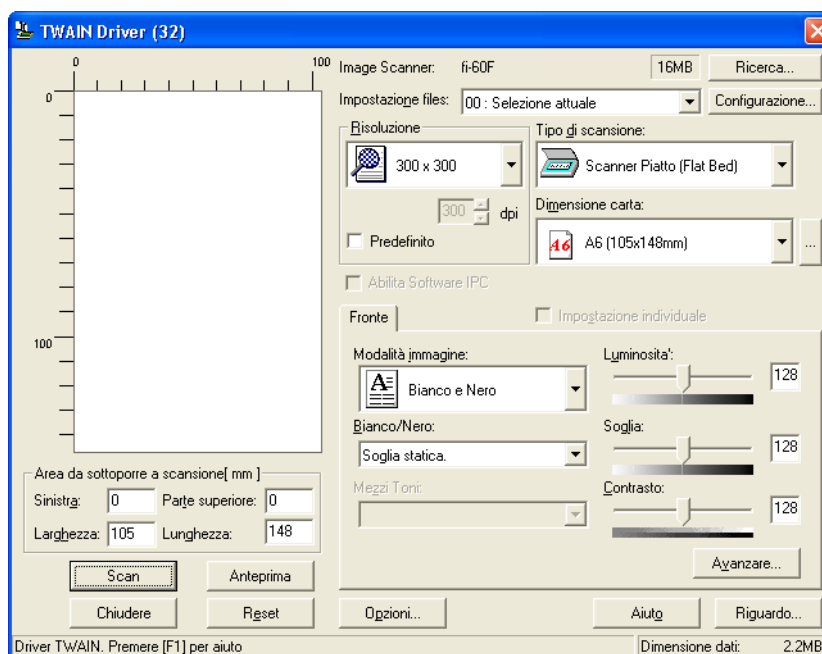 TWAIN Driver (32)
0 100
0
100
Image Scanner: fi-60F 16MB Ricerca...
Impostazione files: 00 : Selezione attuale Configurazione...
Risoluzione
300 x 300
300 dpi
Predefinito
Tipo di scansione:
Scanner Piatto (Flat Bed)
Dimensione carta:
A6 A6 (105x148mm) ...
Abilita Software IPC
Fronte
Impostazione individuale
Modalità immagine:
A Bianco e Nero
Bianco/Nero:
Soglia statica.
Mezzi Toni:
Luminosita':
128
Soglia:
128
Contrasto:
128
Avanzare...
Area da sottoporre a scansione[ mm ]
Sinistra: 0 Parte superiore: 0
Larghezza: 105 Lunghezza: 148
Scan Anteprima
Chiudere Reset Opzioni... Aiuto Riguardo...
Driver TWAIN. Premere [F1] per aiuto Dimensione dati: 2.2MB